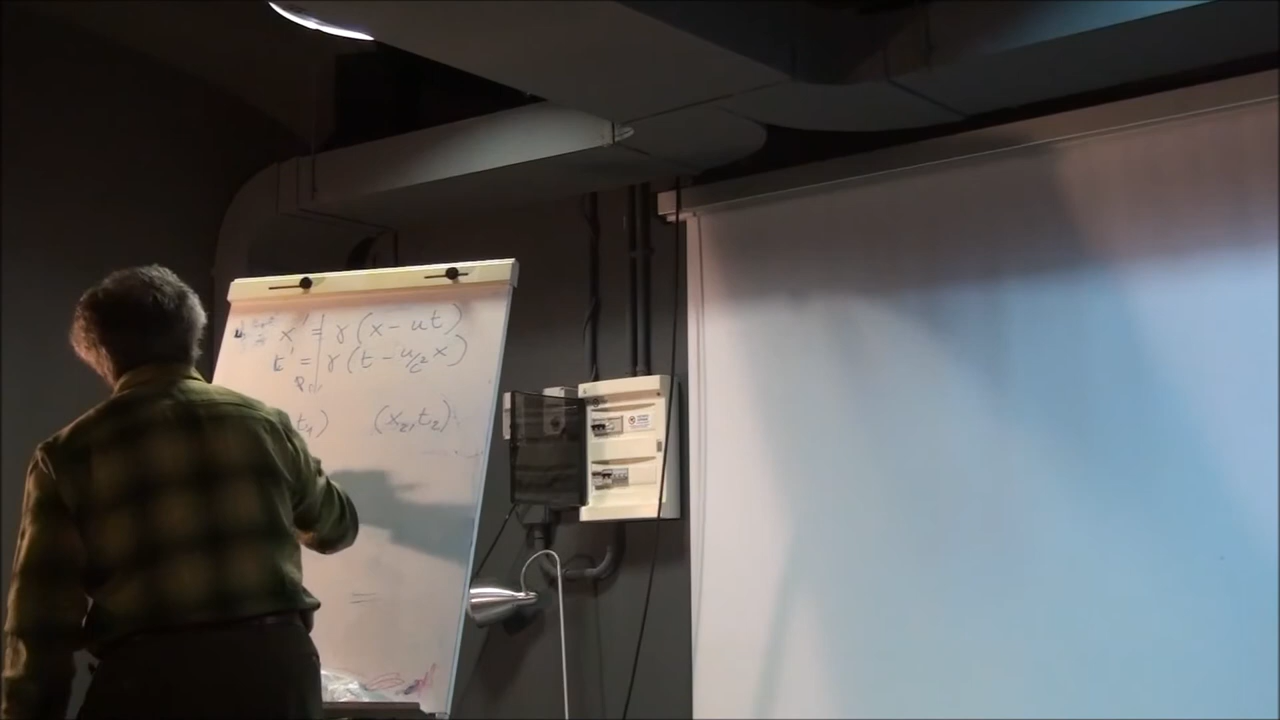 x' = γ(x - ut)
t' = γ(t - u/c² x)
t₁) (x₂, t₂)